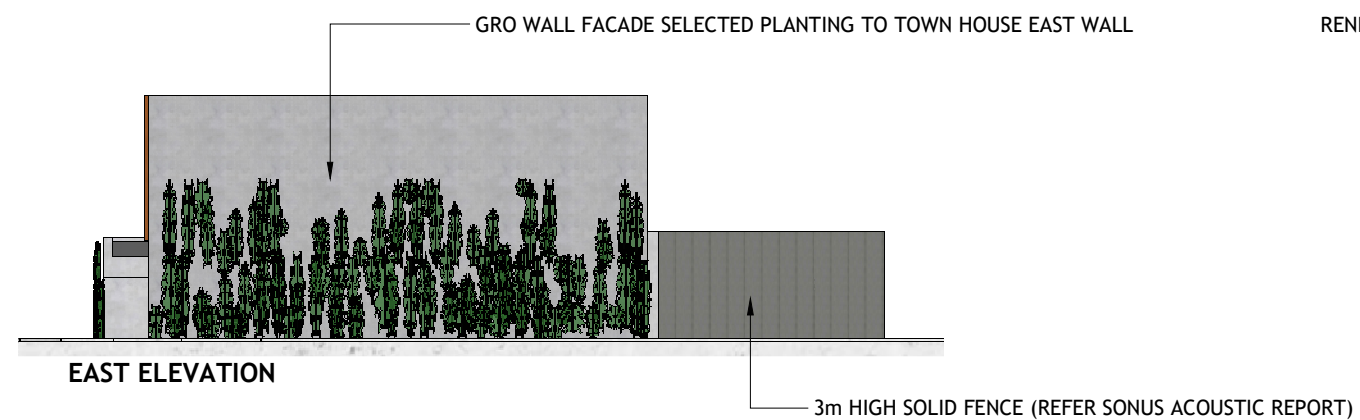 GRO WALL FACADE SELECTED PLANTING TO TOWN HOUSE EAST WALL
EAST ELEVATION
3m HIGH SOLID FENCE (REFER SONUS ACOUSTIC REPORT)